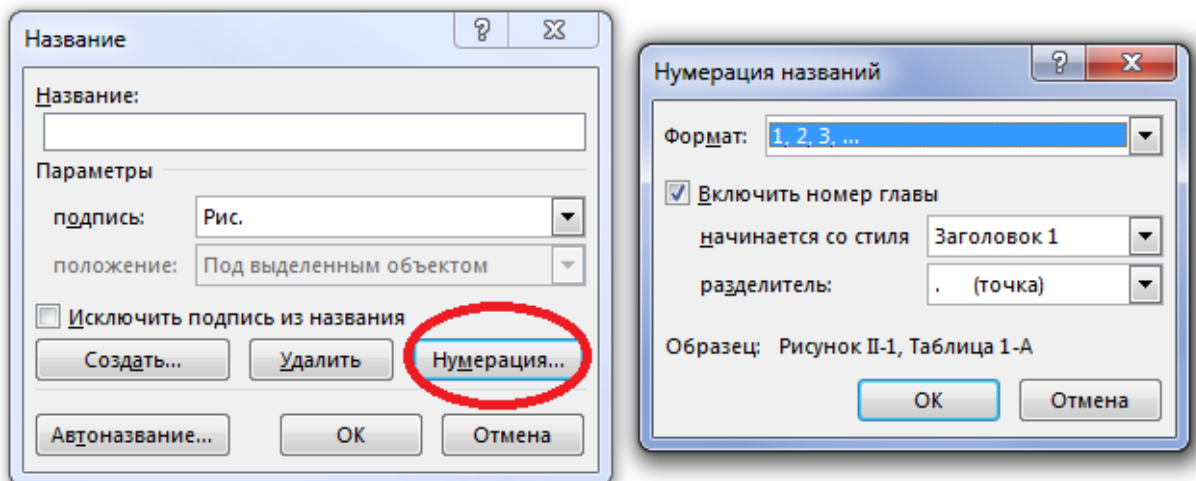 Название
Название:
Параметры
подпись: Рис.
положение: Под выделенным объектом
Исключить подпись из названия
Создать... Удалить Нумерация...
Автоназвание... ОК Отмена
Нумерация названий
Формат: 1, 2, 3, ...
Включить номер главы
начинается со стиля Заголовок 1
разделитель: . (точка)
Образец: Рисунок II-1, Таблица 1-A
ОК Отмена